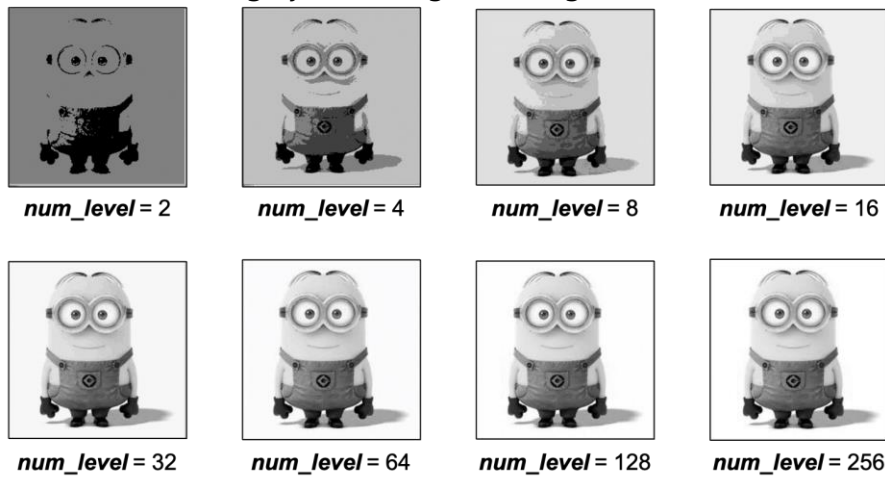 num_level = 2
num_level = 4
num_level = 8
num_level = 16
num_level = 32
num_level = 64
num_level = 128
num_level = 256